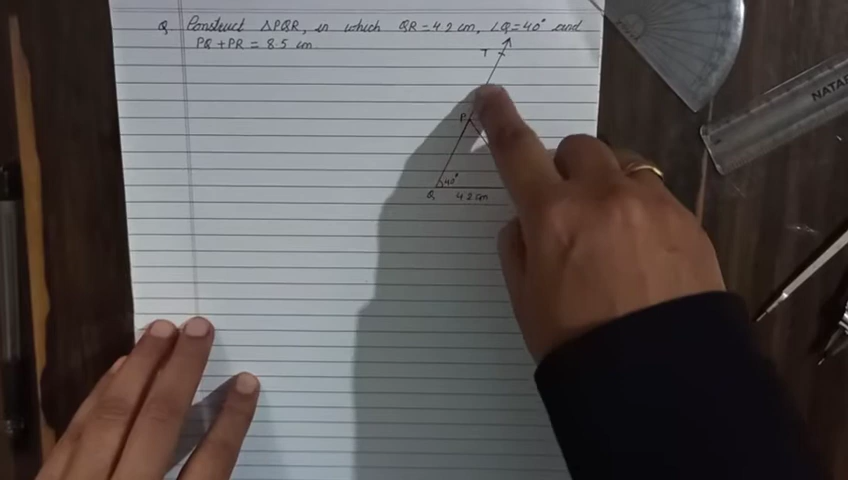 Q. Construct △PQR, in which QR = 4.2 cm, ∠Q = 40° and
PQ + PR = 8.5 cm
T
P
40°
Q 4.2 cm
NATAR